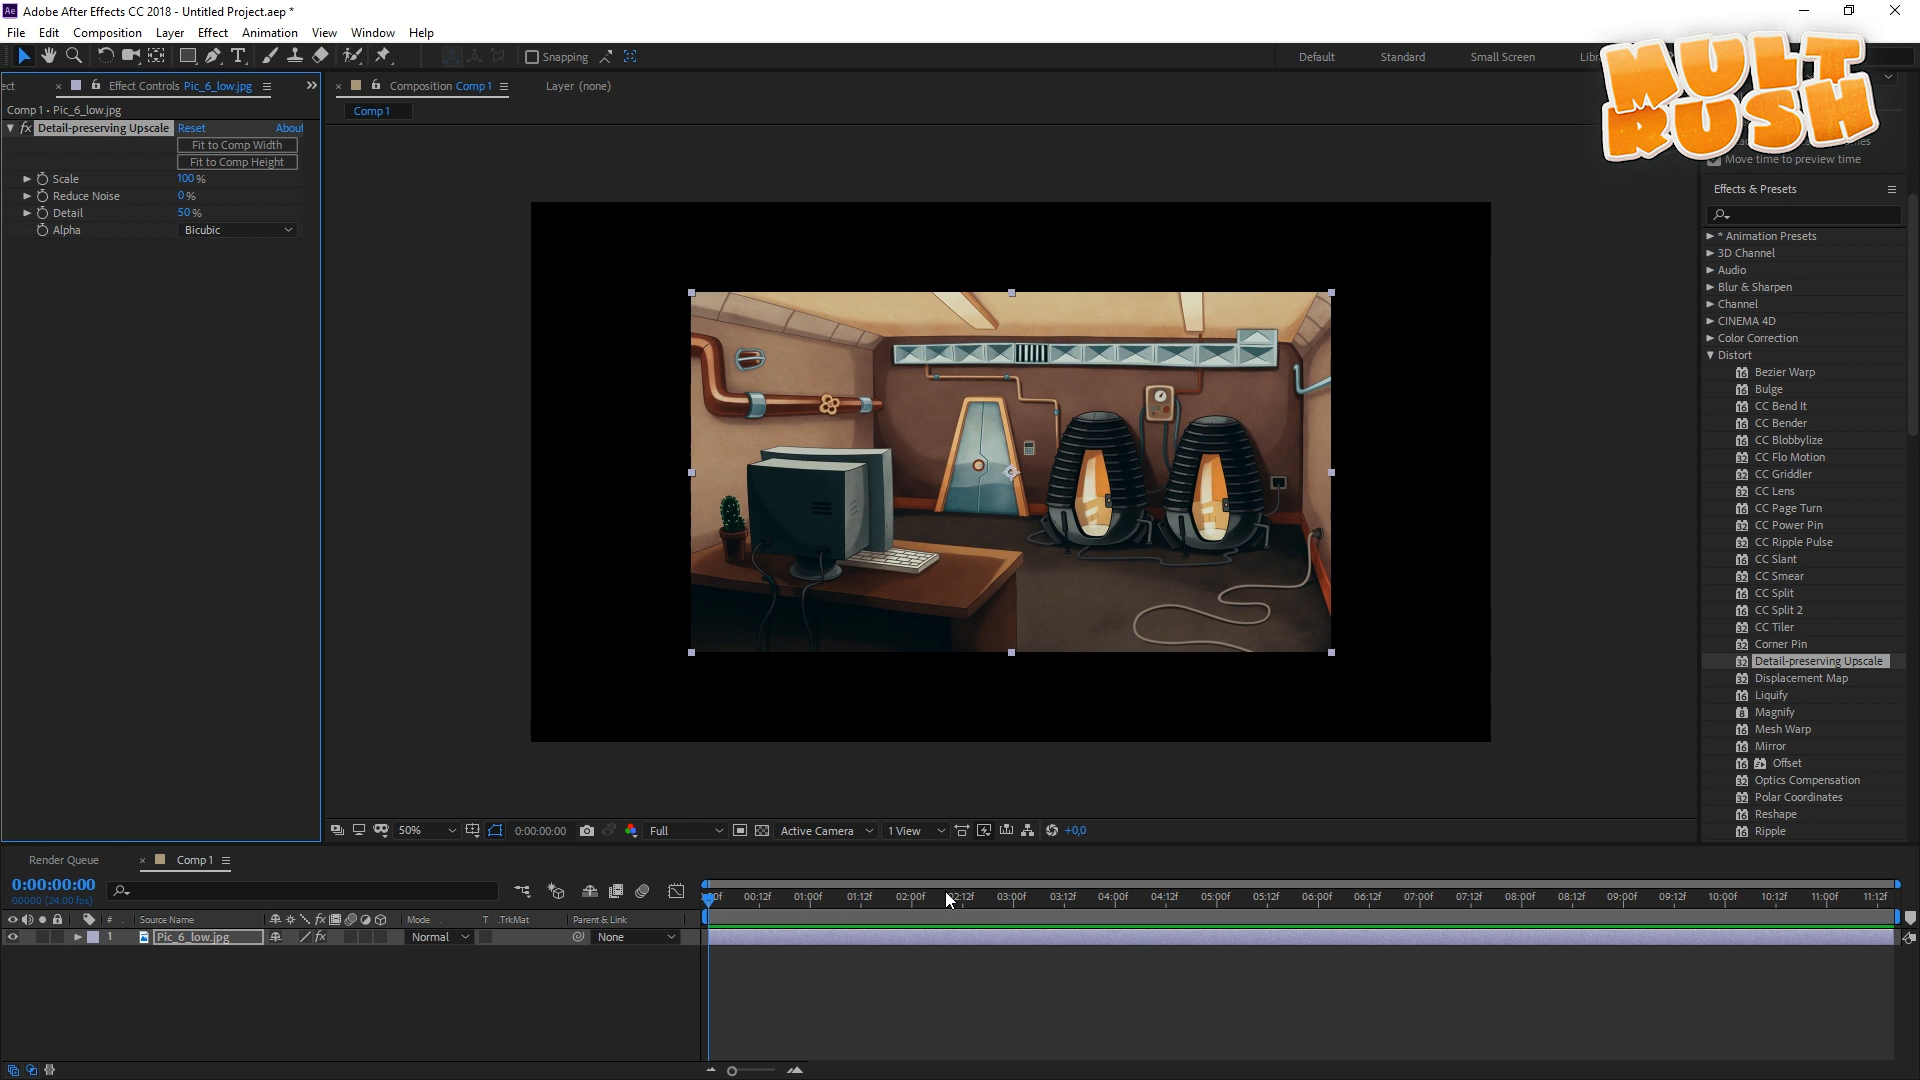 Adobe After Effects CC 2018 - Untitled Project.aep *
File Edit Composition Layer Effect Animation View Window Help
Snapping
Default Standard Small Screen
MULT
RUSH
Effect Controls Pic_6_low.jpg
Composition Comp 1
Layer (none)
Comp 1 • Pic_6_low.jpg
Comp 1
fx Detail-preserving Upscale Reset About
Fit to Comp Width
Fit to Comp Height
Scale 100 %
Reduce Noise 0 %
Detail 50 %
Alpha Bicubic
Move time to preview time
Effects & Presets
* Animation Presets
3D Channel
Audio
Blur & Sharpen
Channel
CINEMA 4D
Color Correction
Distort
Bezier Warp
Bulge
CC Bend It
CC Bender
CC Blobbylize
CC Flo Motion
CC Griddler
CC Lens
CC Page Turn
CC Power Pin
CC Ripple Pulse
CC Slant
CC Smear
CC Split
CC Split 2
CC Tiler
Corner Pin
Detail-preserving Upscale
Displacement Map
Liquify
Magnify
Mesh Warp
Mirror
Offset
Optics Compensation
Polar Coordinates
Reshape
Ripple
50% 0:00:00:00 Full Active Camera 1 View +0,0
Render Queue Comp 1
0:00:00:00
00000 (24.00 fps)
00:12f 01:00f 01:12f 02:00f 02:12f 03:00f 03:12f 04:00f 04:12f 05:00f 05:12f 06:00f 06:12f 07:00f 07:12f 08:00f 08:12f 09:00f 09:12f 10:00f 10:12f 11:00f 11:12f
# Source Name Mode T .TrkMat Parent & Link
1 Pic_6_low.jpg fx Normal None